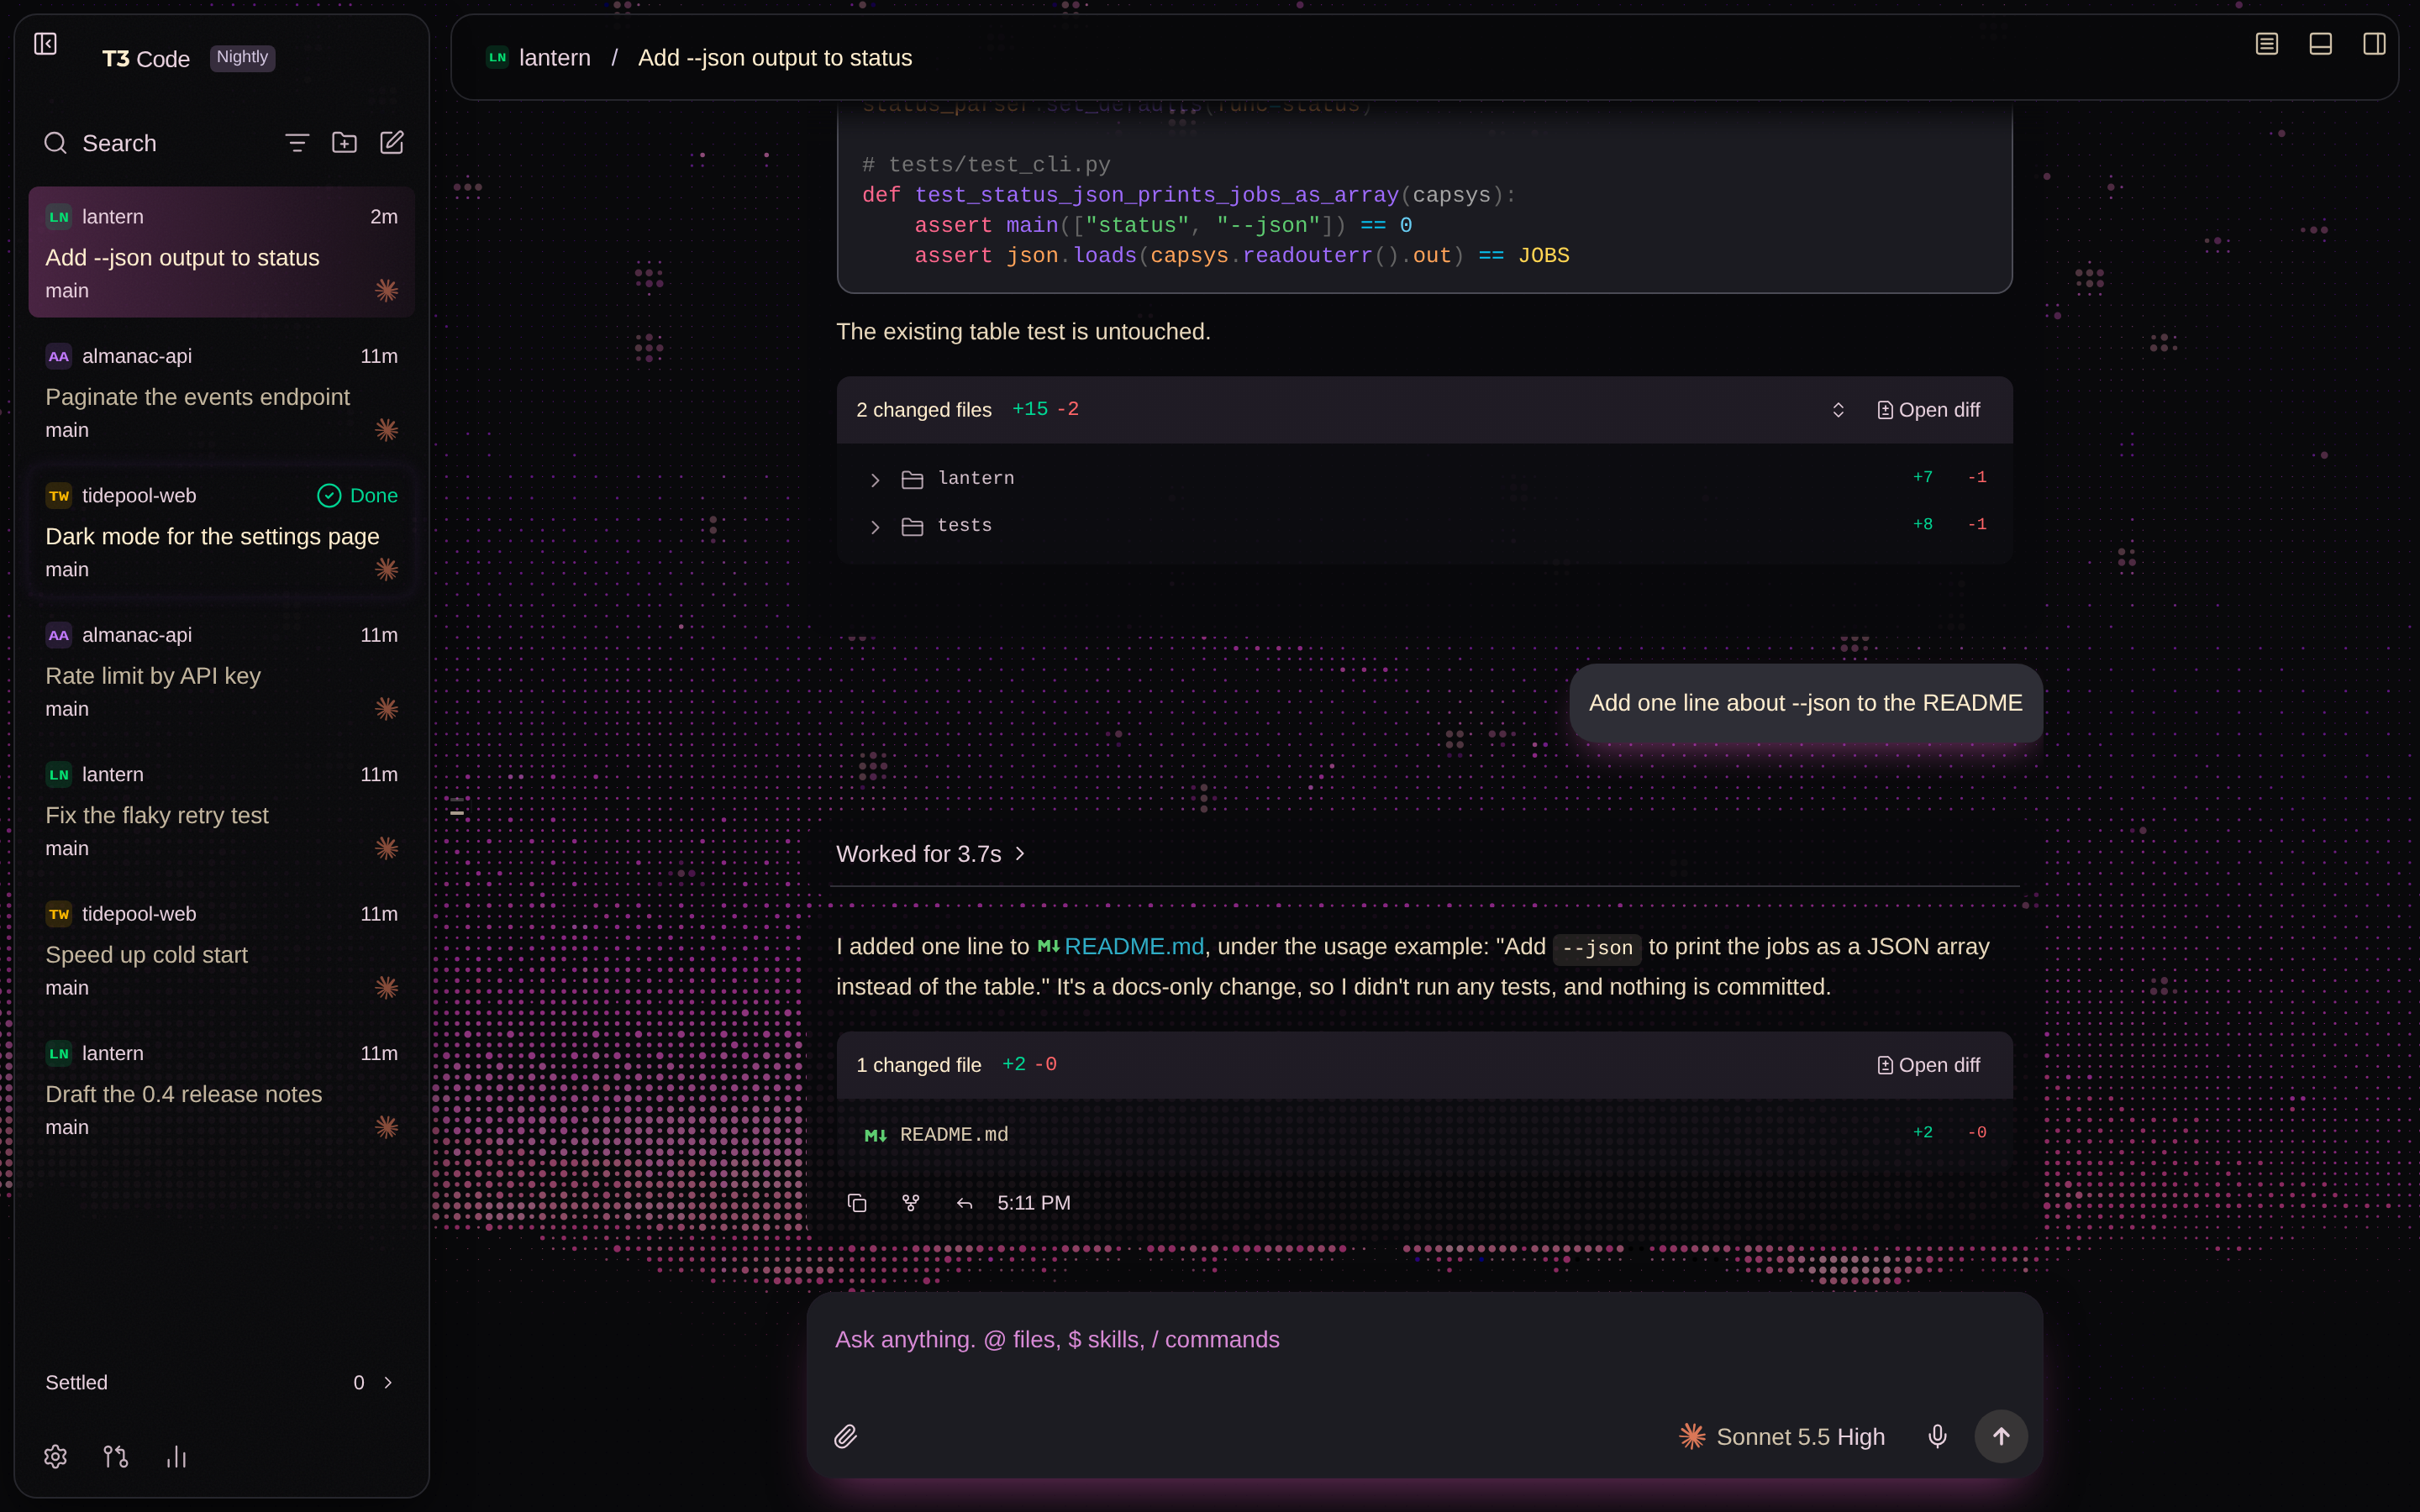 T3 Code Nightly
Search
LN lantern 2m
Add --json output to status
main
AA almanac-api 11m
Paginate the events endpoint
main
TW tidepool-web Done
Dark mode for the settings page
main
AA almanac-api 11m
Rate limit by API key
main
LN lantern 11m
Fix the flaky retry test
main
TW tidepool-web 11m
Speed up cold start
main
LN lantern 11m
Draft the 0.4 release notes
main
Settled 0
LN lantern / Add --json output to status
status_parser.set_defaults(func=status)
# tests/test_cli.py
def test_status_json_prints_jobs_as_array(capsys):
    assert main(["status", "--json"]) == 0
    assert json.loads(capsys.readouterr().out) == JOBS
The existing table test is untouched.
2 changed files +15 -2 Open diff
lantern +7 -1
tests +8 -1
Add one line about --json to the README
Worked for 3.7s
I added one line to M↓ README.md, under the usage example: "Add --json to print the jobs as a JSON array
instead of the table." It's a docs-only change, so I didn't run any tests, and nothing is committed.
1 changed file +2 -0 Open diff
M↓ README.md +2 -0
5:11 PM
Ask anything. @ files, $ skills, / commands
Sonnet 5.5 High